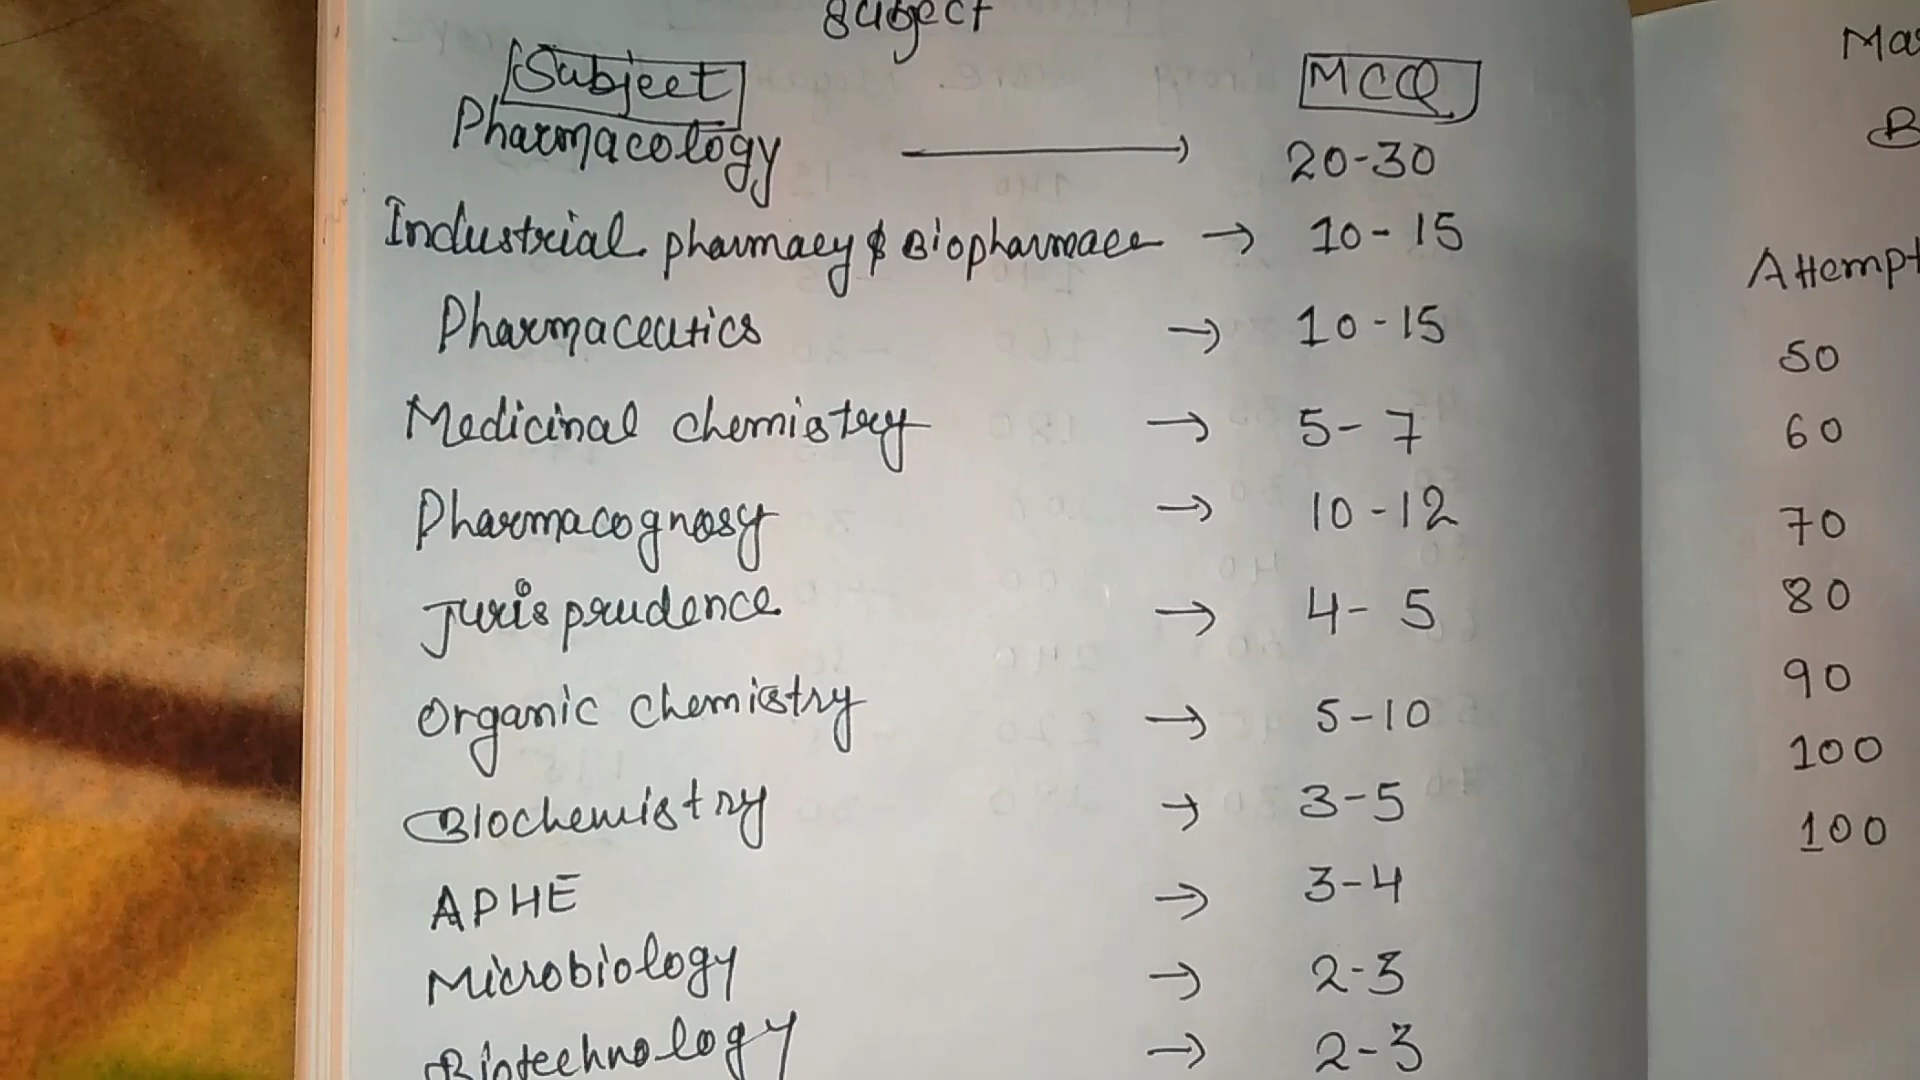 subject
Subject MCQ
Pharmacology → 20-30
Industrial pharmacy & Biopharmace → 10-15
Pharmaceutics → 10-15
Medicinal chemistry → 5-7
Pharmacognosy → 10-12
Jurisprudence → 4-5
Organic chemistry → 5-10
Biochemistry → 3-5
APHE → 3-4
Microbiology → 2-3
Biotechnology → 2-3
Attempt
50
60
70
80
90
100
100